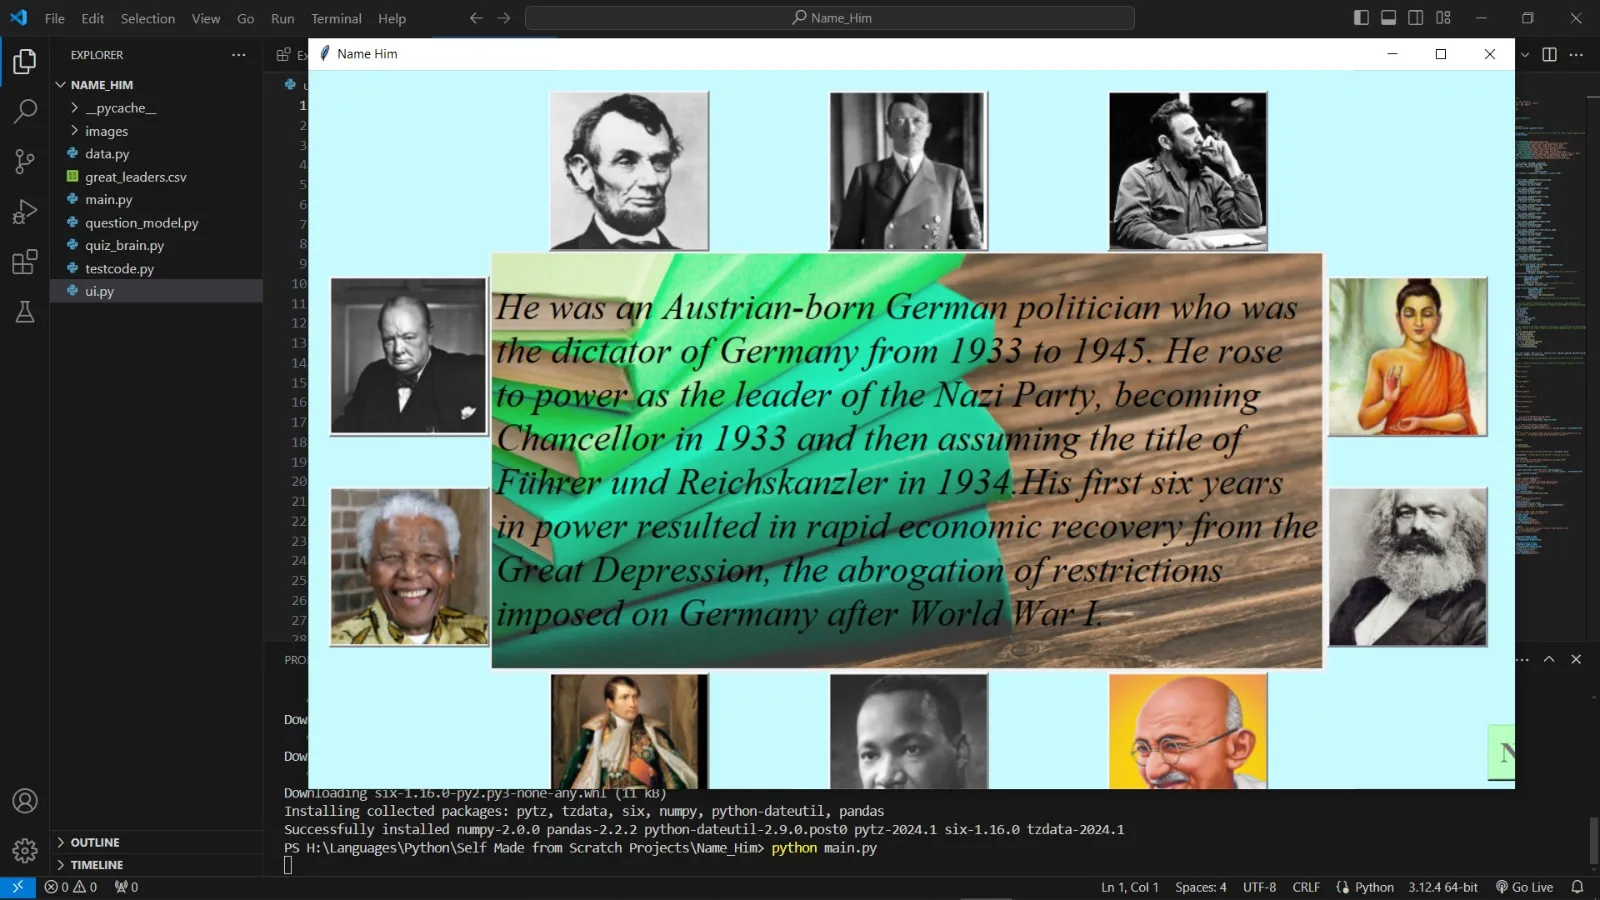 File Edit Selection View Go Run Terminal Help
Name_Him
EXPLORER
NAME_HIM
__pycache__
images
data.py
great_leaders.csv
main.py
question_model.py
quiz_brain.py
testcode.py
ui.py
OUTLINE
TIMELINE
1
2
3
4
5
6
7
8
9
10
11
12
13
14
15
16
17
18
19
20
21
22
23
24
25
26
27
28
Name Him
He was an Austrian-born German politician who was
the dictator of Germany from 1933 to 1945. He rose
to power as the leader of the Nazi Party, becoming
Chancellor in 1933 and then assuming the title of
Führer und Reichskanzler in 1934.His first six years
in power resulted in rapid economic recovery from the
Great Depression, the abrogation of restrictions
imposed on Germany after World War I.
N
PRO
Dow
Dow
Downloading six-1.16.0-py2.py3-none-any.whl (11 kB)
Installing collected packages: pytz, tzdata, six, numpy, python-dateutil, pandas
Successfully installed numpy-2.0.0 pandas-2.2.2 python-dateutil-2.9.0.post0 pytz-2024.1 six-1.16.0 tzdata-2024.1
PS H:\Languages\Python\Self Made from Scratch Projects\Name_Him> python main.py
0 0 0 Ln 1, Col 1 Spaces: 4 UTF-8 CRLF Python 3.12.4 64-bit Go Live